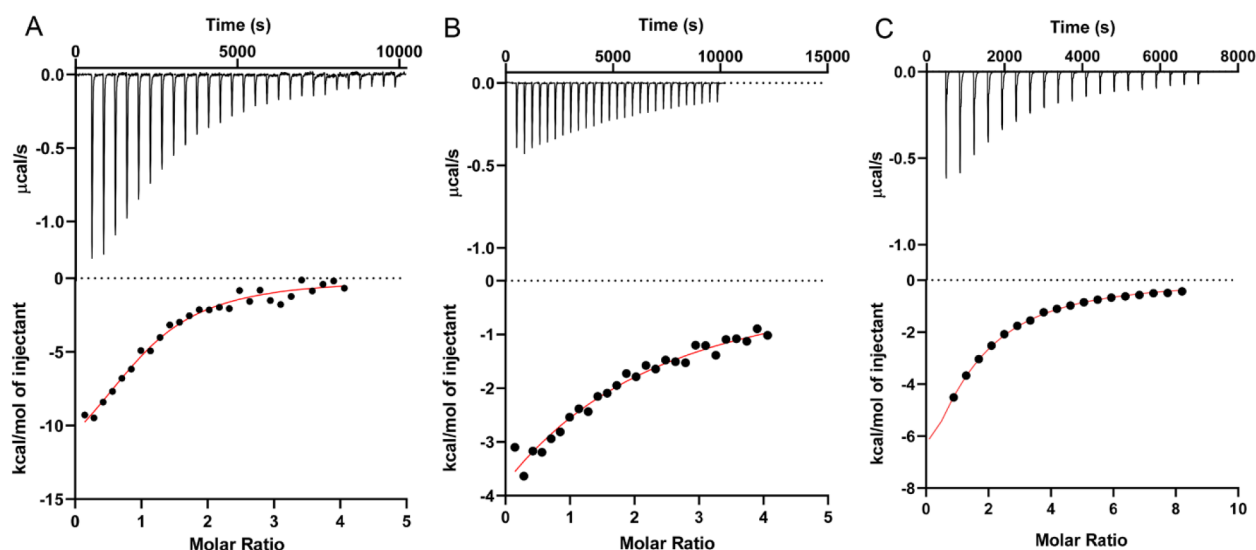 A
Time (s)
0 5000 10000
0.0
-0.5
-1.0
μcal/s
0
-5
-10
-15
kcal/mol of injectant
0 1 2 3 4 5
Molar Ratio
B
Time (s)
0 5000 10000 15000
0.0
-0.5
-1.0
μcal/s
0
-1
-2
-3
-4
kcal/mol of injectant
0 1 2 3 4 5
Molar Ratio
C
Time (s)
0 2000 4000 6000 8000
0.0
-0.5
-1.0
μcal/s
0
-2
-4
-6
-8
kcal/mol of injectant
0 2 4 6 8 10
Molar Ratio